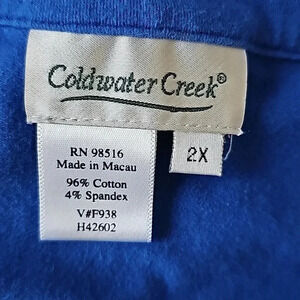 Coldwater Creek®
RN 98516
Made in Macau
96% Cotton
4% Spandex
V#F938
H42602
2X